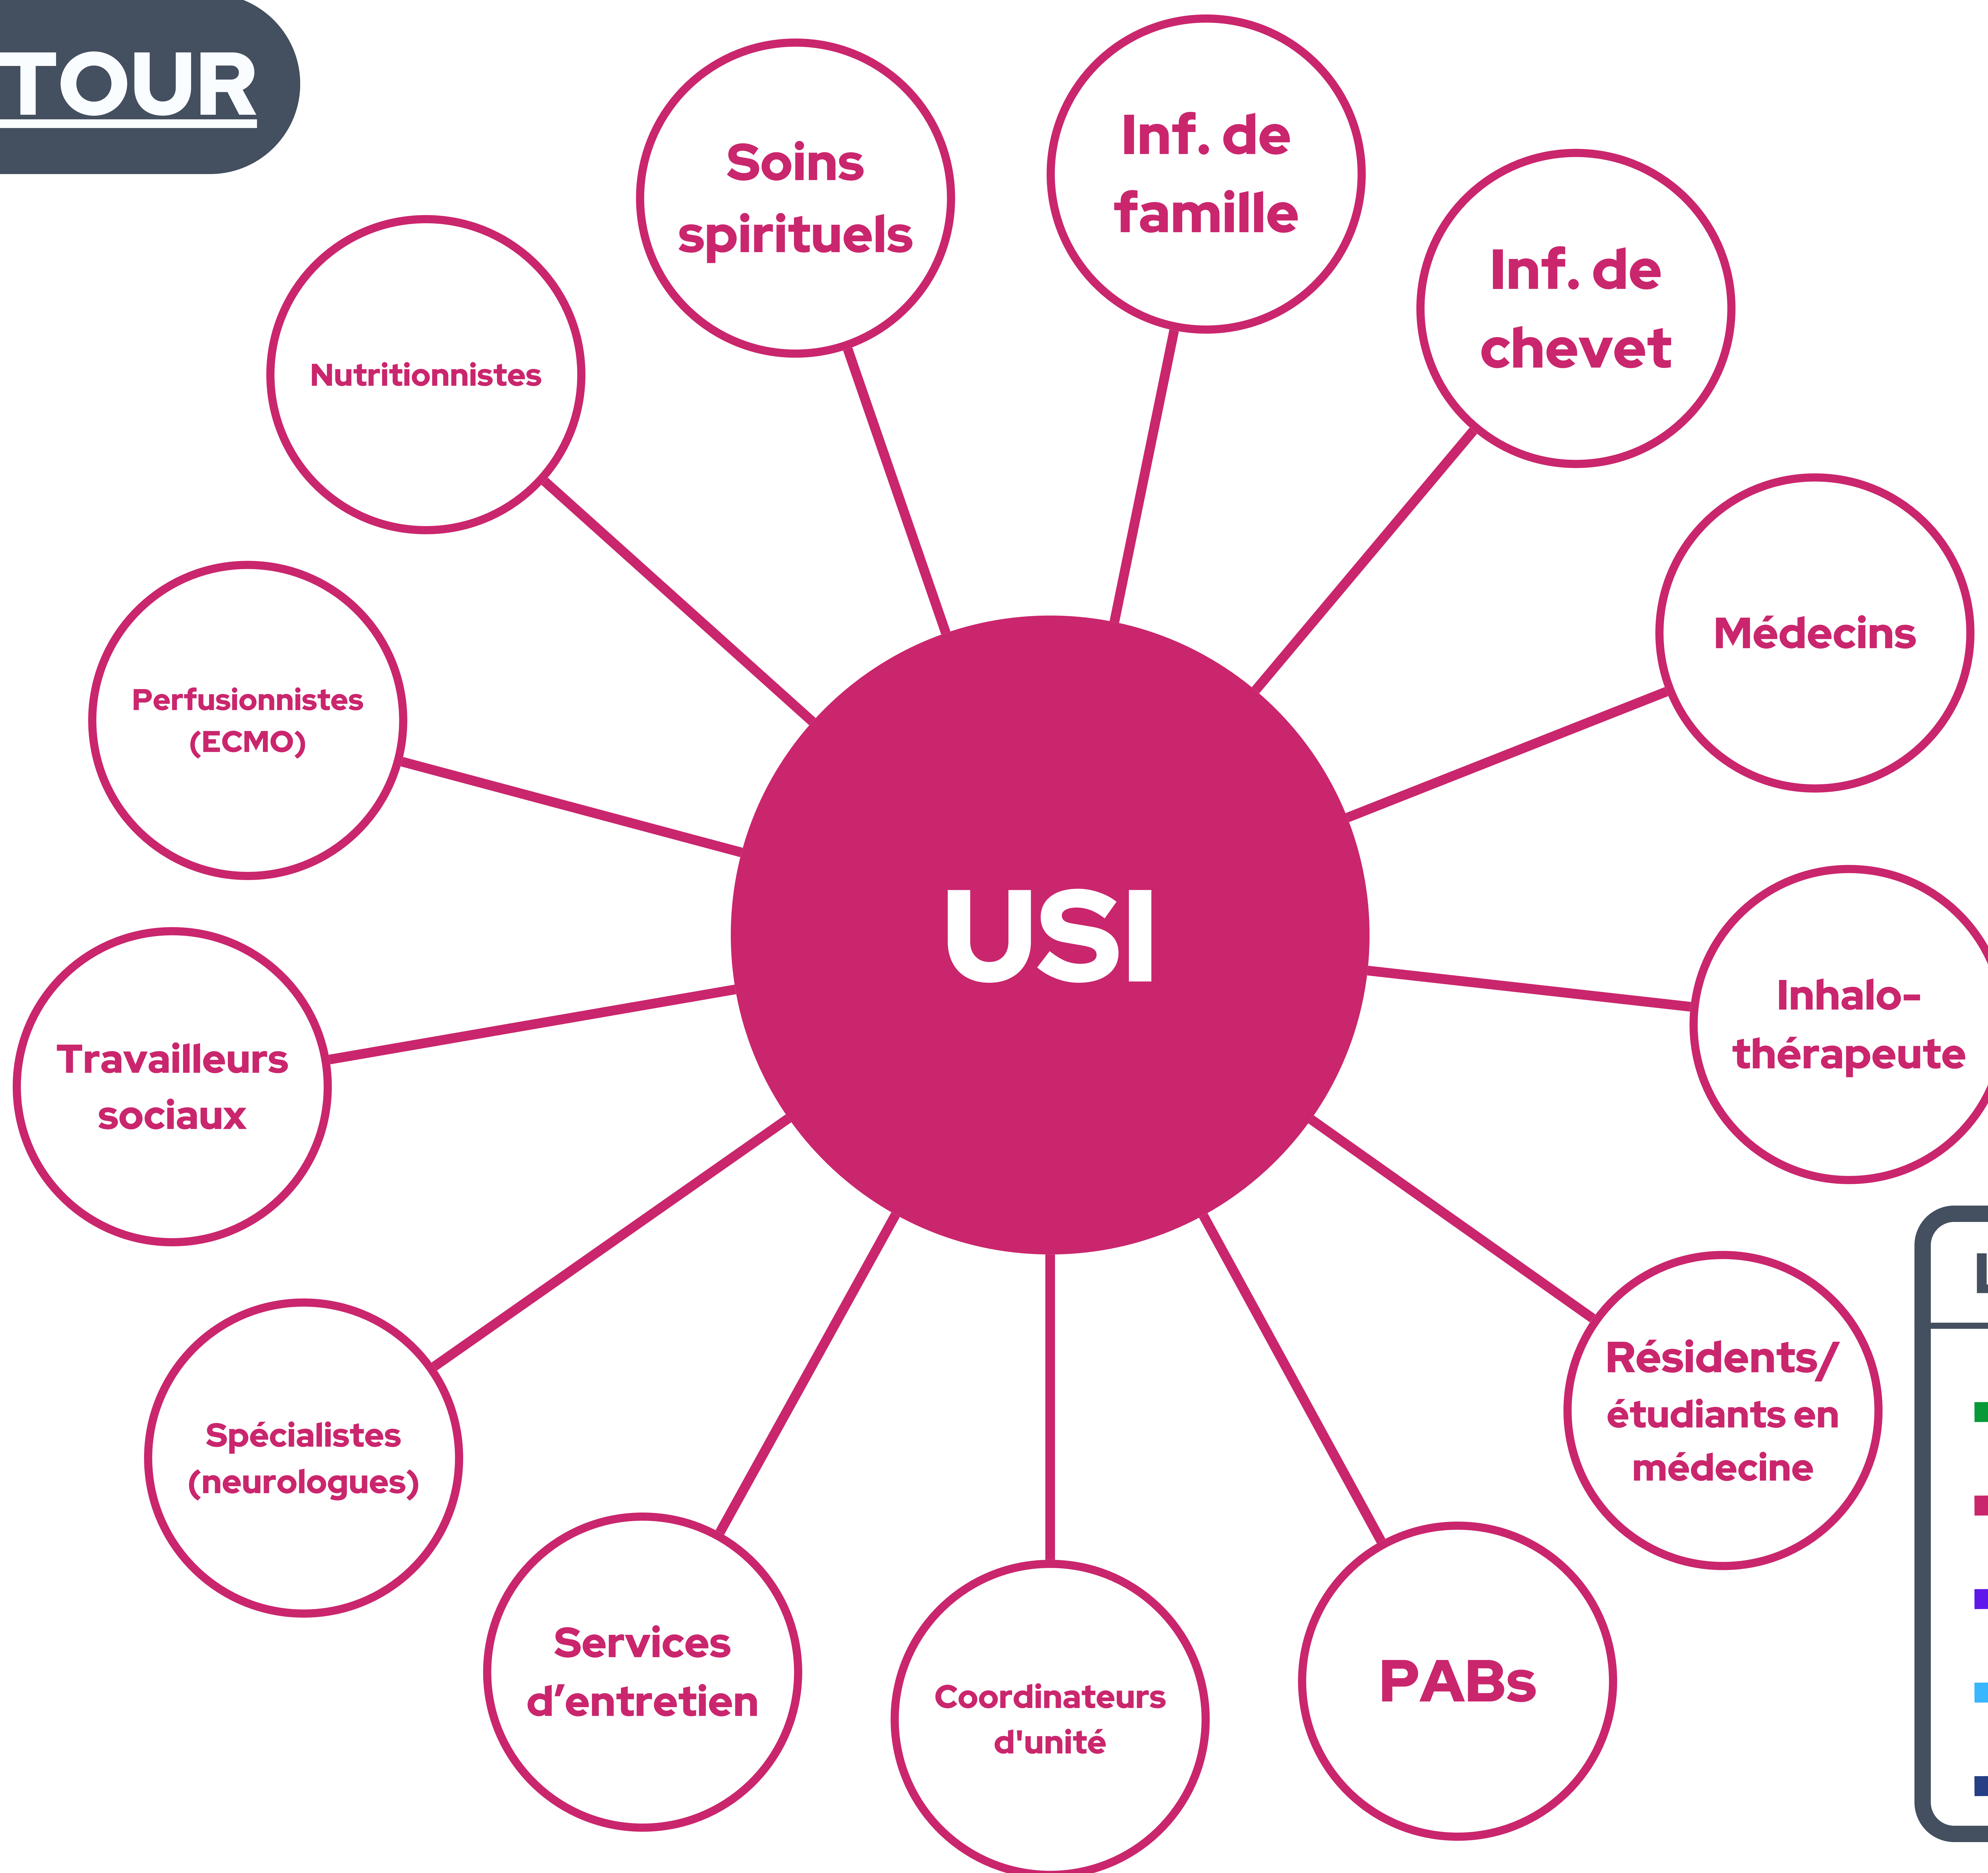 TOUR
Soins
spirituels
Inf. de
famille
Inf. de
chevet
Nutritionnistes
Médecins
Perfusionnistes
(ECMO)
USI
Inhalo-
thérapeute
Travailleurs
sociaux
Résidents/
étudiants en
médecine
Spécialistes
(neurologues)
Services
d’entretien
Coordinateurs
d'unité
PABs